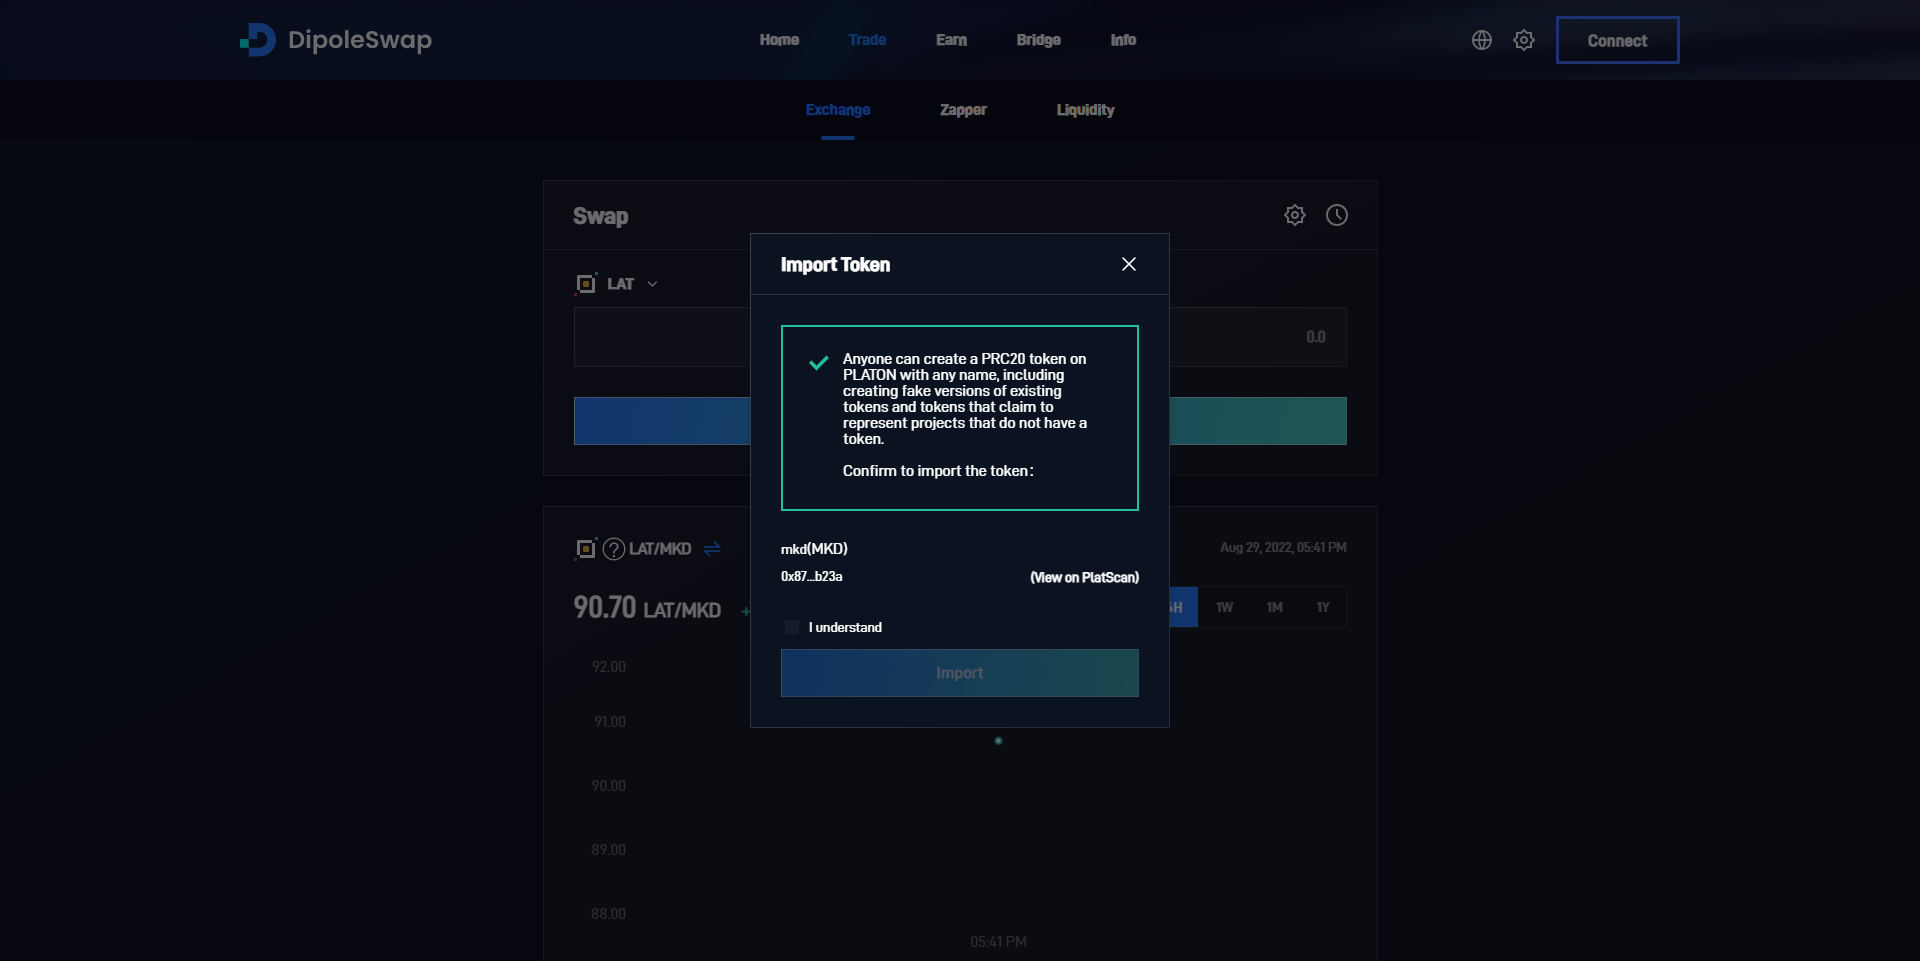 DipoleSwap
Home Trade Earn Bridge Info
Connect
Exchange Zapper Liquidity
Swap
LAT
0.0
Import Token
Anyone can create a PRC20 token on
PLATON with any name, including
creating fake versions of existing
tokens and tokens that claim to
represent projects that do not have a
token.
Confirm to import the token:
mkd(MKD)
0x87...b23a (View on PlatScan)
I understand
Import
LAT/MKD
Aug 29, 2022, 05:41 PM
90.70 LAT/MKD +
1W 1M 1Y
92.00
91.00
90.00
89.00
88.00
05:41 PM